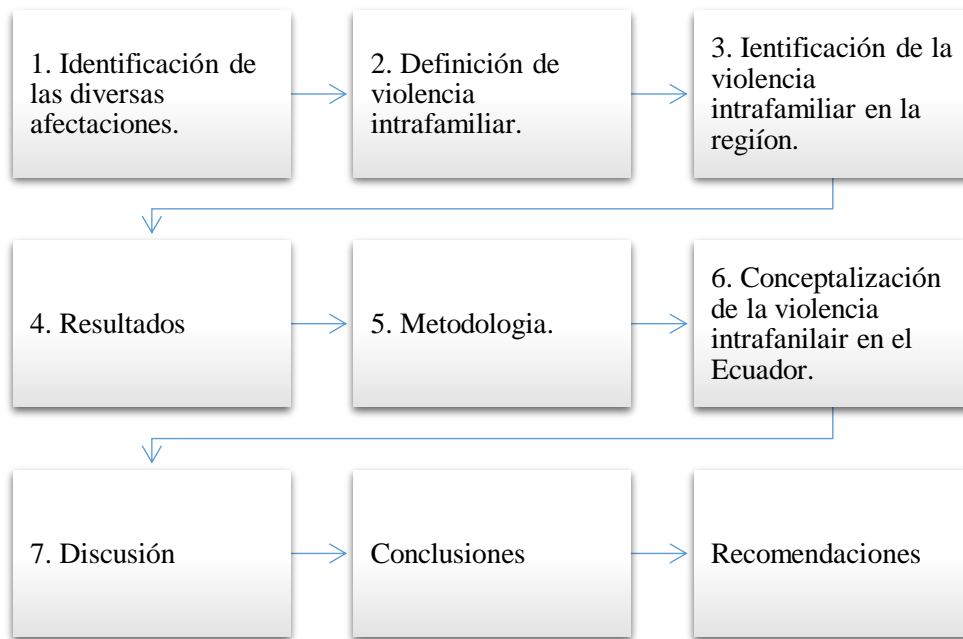 1. Identificación de
las diversas
afectaciones.
2. Definición de
violencia
intrafamiliar.
3. Ientificación de la
violencia
intrafamiliar en la
regiíon.
4. Resultados
5. Metodologia.
6. Conceptalización
de la violencia
intrafanilair en el
Ecuador.
7. Discusión
Conclusiones
Recomendaciones